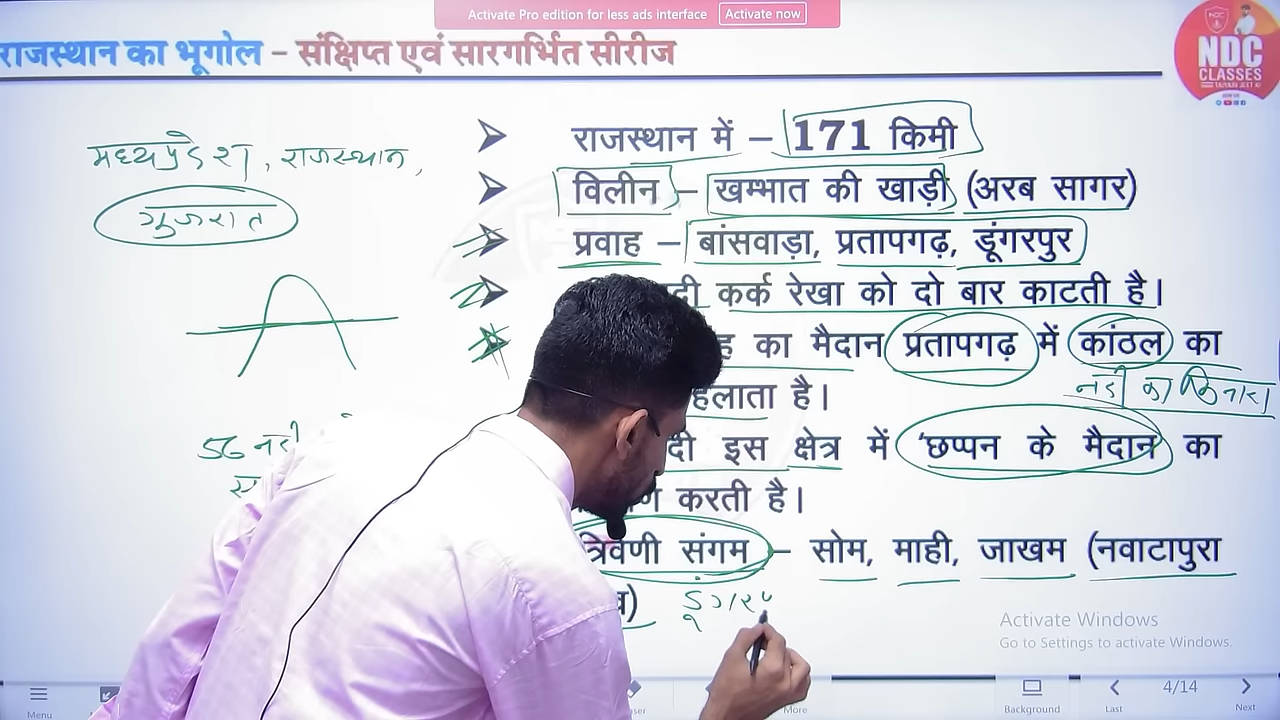 Activate Pro edition for less ads interface Activate now
राजस्थान का भूगोल – संक्षिप्त एवं सारगर्भित सीरीज
NDC
CLASSES
मध्यप्रदेश, राजस्थान,
गुजरात
राजस्थान में – 171 किमी
विलीन – खम्भात की खाड़ी (अरब सागर)
प्रवाह – बांसवाड़ा, प्रतापगढ़, डूंगरपुर
कर्क रेखा को दो बार काटती है।
का मैदान प्रतापगढ़ में कांठल का
नदी का किनारा
56 नदी
इस क्षेत्र में 'छप्पन के मैदान का
करती है।
त्रिवेणी संगम – सोम, माही, जाखम (नवाटापुरा
डूंगरपु
Activate Windows
Go to Settings to activate Windows.
Menu
More
Background
Last
4/14
Next